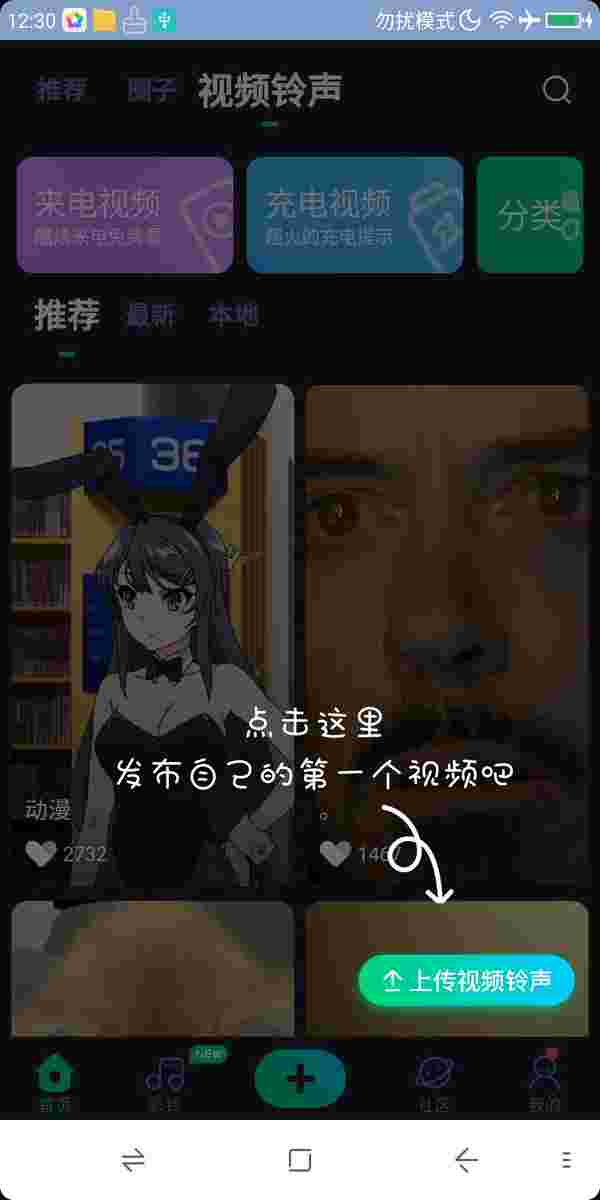 12:30
勿扰模式
推荐 圈子 视频铃声
来电视频 充电视频 分类
超火的充电提示
推荐 最新 本地
36
点击这里
发布自己的第一个视频吧
动漫
。
2732
上传视频铃声
NEW
首页 社区 我的